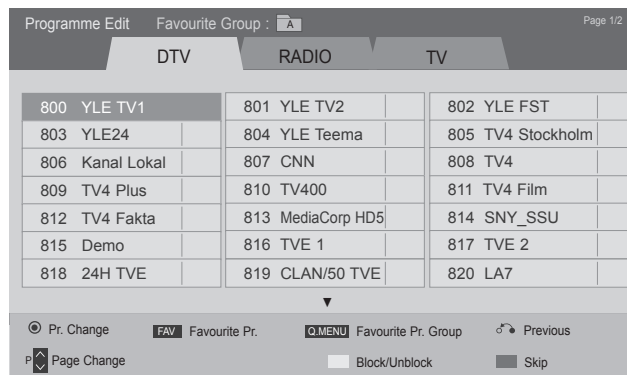 Programme Edit Favourite Group : A Page 1/2
DTV RADIO TV
800 YLE TV1 801 YLE TV2 802 YLE FST
803 YLE24 804 YLE Teema 805 TV4 Stockholm
806 Kanal Lokal 807 CNN 808 TV4
809 TV4 Plus 810 TV400 811 TV4 Film
812 TV4 Fakta 813 MediaCorp HD5 814 SNY_SSU
815 Demo 816 TVE 1 817 TVE 2
818 24H TVE 819 CLAN/50 TVE 820 LA7
Pr. Change FAV Favourite Pr. Q.MENU Favourite Pr. Group Previous
P Page Change Block/Unblock Skip